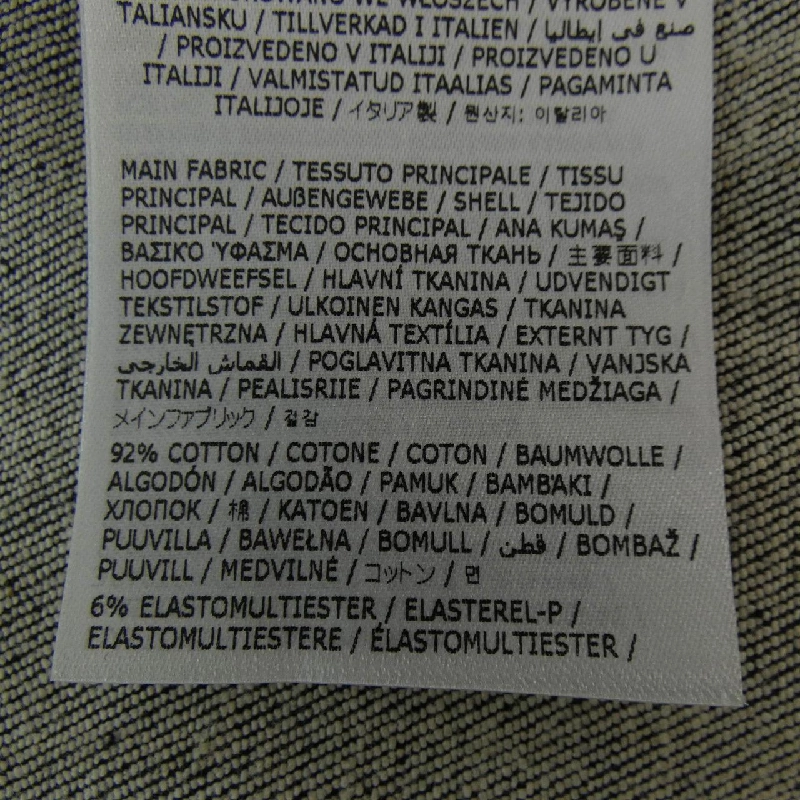 WE WŁOSZECH / VYROBENÉ V
TALIANSKU / TILLVERKAD I ITALIEN / صنع في ايطاليا
/ PROIZVEDENO V ITALIJI / PROIZVEDENO U
ITALIJI / VALMISTATUD ITAALIAS / PAGAMINTA
ITALIJOJE / イタリア製 / 원산지: 이탈리아
MAIN FABRIC / TESSUTO PRINCIPALE / TISSU
PRINCIPAL / AUßENGEWEBE / SHELL / TEJIDO
PRINCIPAL / TECIDO PRINCIPAL / ANA KUMAŞ /
ΒΑΣΙΚΟ ΎΦΑΣΜΑ / ОСНОВНАЯ ТКАНЬ / 主要面料 /
HOOFDWEEFSEL / HLAVNÍ TKANINA / UDVENDIGT
TEKSTILSTOF / ULKOINEN KANGAS / TKANINA
ZEWNĘTRZNA / HLAVNÁ TEXTÍLIA / EXTERNT TYG /
القماش الخارجي / POGLAVITNA TKANINA / VANJSKA
TKANINA / PEALISRIIE / PAGRINDINĖ MEDŽIAGA /
メインファブリック / 겉감
92% COTTON / COTONE / COTON / BAUMWOLLE /
ALGODÓN / ALGODÃO / PAMUK / ΒΑΜΒΆΚΙ /
ХЛОПОК / 棉 / KATOEN / BAVLNA / BOMULD /
PUUVILLA / BAWEŁNA / BOMULL / قطن / BOMBAŽ /
PUUVILL / MEDVILNĖ / コットン / 면
6% ELASTOMULTIESTER / ELASTEREL-P /
ELASTOMULTIESTERE / ÉLASTOMULTIESTER /